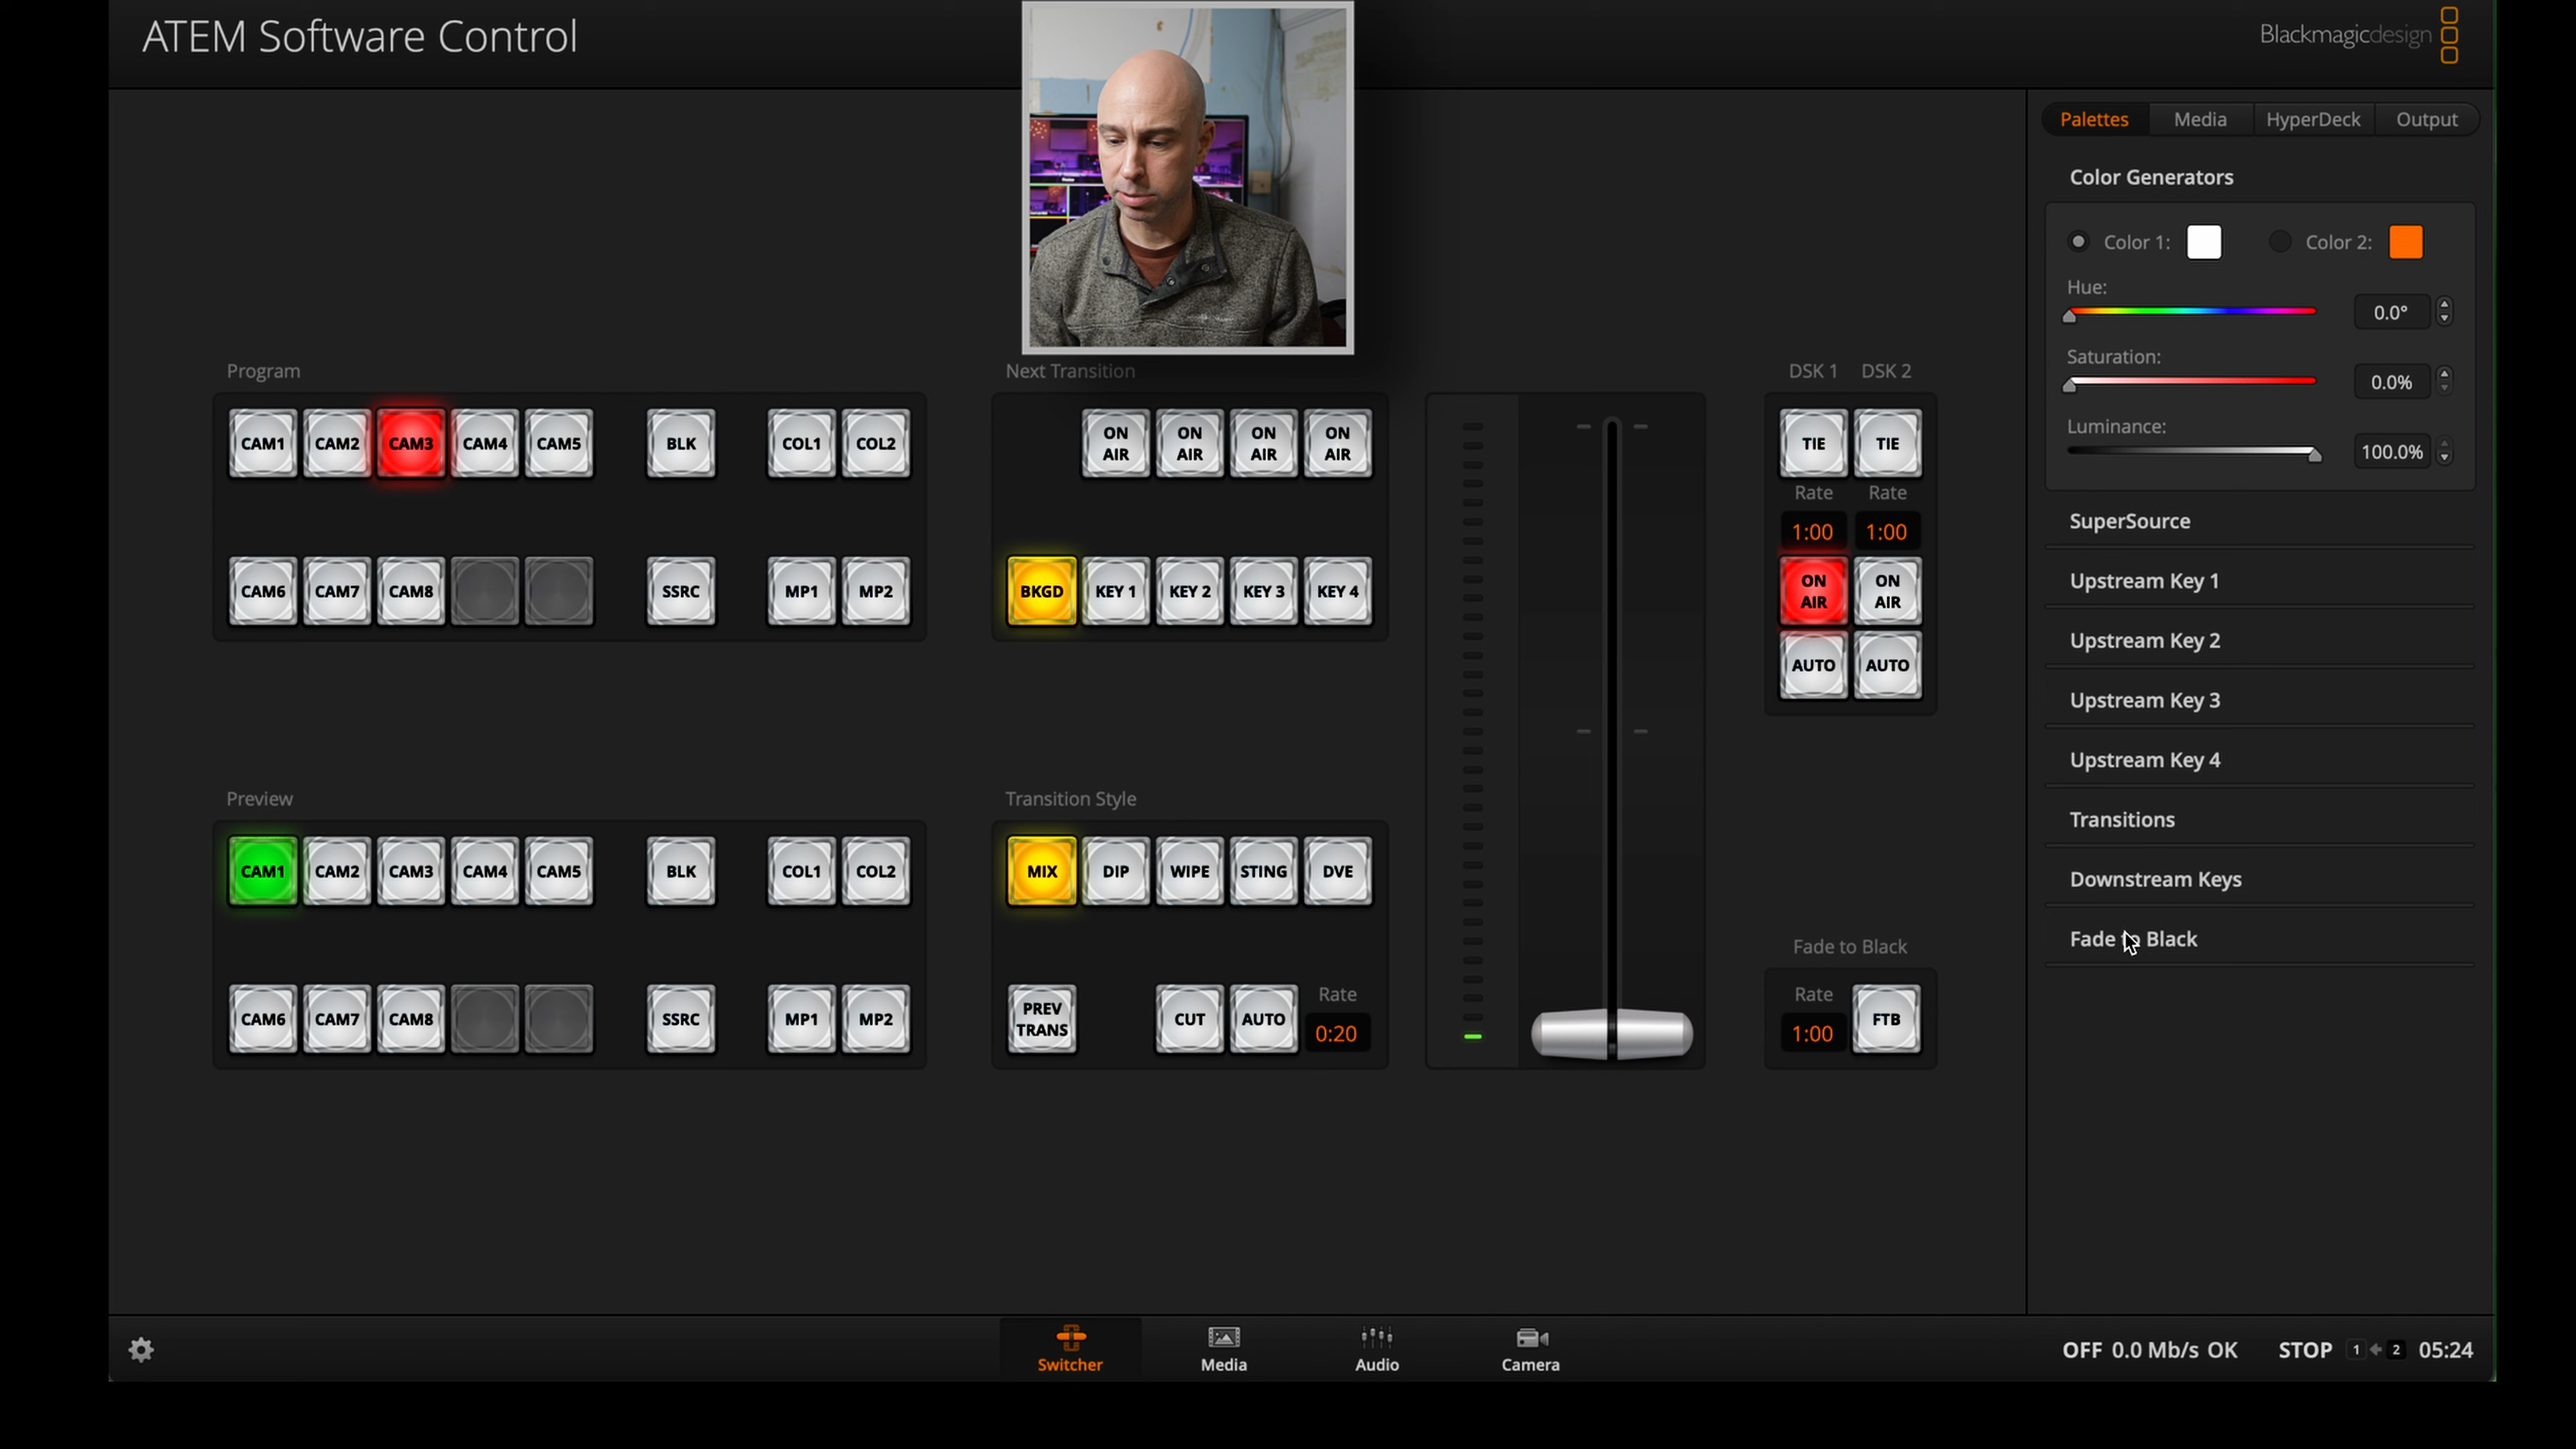 ATEM Software Control
Blackmagicdesign
Palettes Media HyperDeck Output
Color Generators
Color 1: Color 2:
Hue:
0.0°
Saturation:
0.0%
Luminance:
100.0%
SuperSource
Upstream Key 1
Upstream Key 2
Upstream Key 3
Upstream Key 4
Transitions
Downstream Keys
Fade to Black
Program
CAM1 CAM2 CAM3 CAM4 CAM5 BLK COL1 COL2
CAM6 CAM7 CAM8 SSRC MP1 MP2
Next Transition
ON AIR ON AIR ON AIR ON AIR
BKGD KEY 1 KEY 2 KEY 3 KEY 4
DSK 1 DSK 2
TIE TIE
Rate Rate
1:00 1:00
ON AIR ON AIR
AUTO AUTO
Preview
CAM1 CAM2 CAM3 CAM4 CAM5 BLK COL1 COL2
CAM6 CAM7 CAM8 SSRC MP1 MP2
Transition Style
MIX DIP WIPE STING DVE
PREV TRANS CUT AUTO Rate
0:20
Fade to Black
Rate
1:00 FTB
Switcher Media Audio Camera
OFF 0.0 Mb/s OK STOP 1 2 05:24